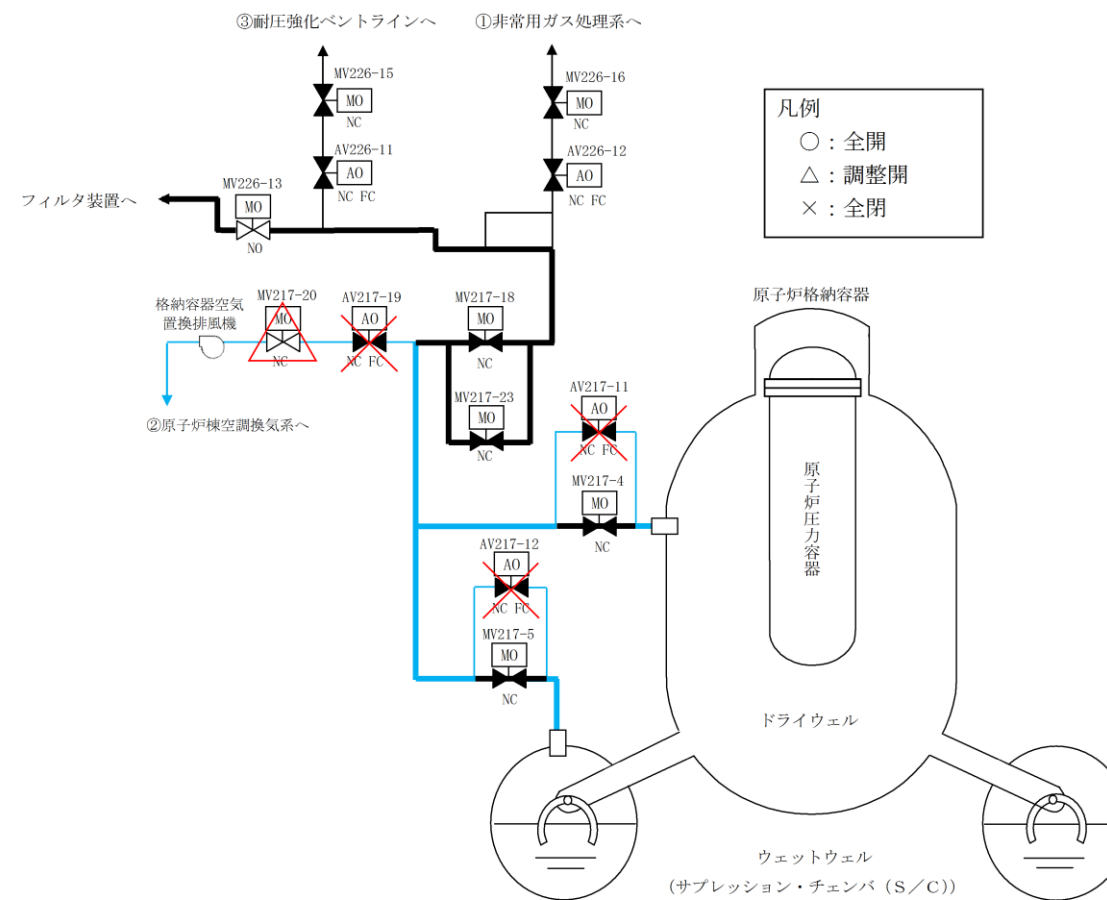 ③耐圧強化ベントラインへ
①非常用ガス処理系へ
MV226-15
MO
NC
MV226-16
MO
NC
AV226-11
AO
NC FC
AV226-12
AO
NC FC
凡例
○：全開
△：調整開
×：全閉
フィルタ装置へ
MV226-13
MO
NO
格納容器空気
置換排風機
MV217-20
MO
NC
AV217-19
AO
NC FC
MV217-18
MO
NC
原子炉格納容器
②原子炉棟空調換気系へ
MV217-23
MO
NC
AV217-11
AO
NC FC
MV217-4
MO
NC
原子炉圧力容器
AV217-12
AO
NC FC
MV217-5
MO
NC
ドライウェル
ウェットウェル
（サプレッション・チェンバ（S／C））